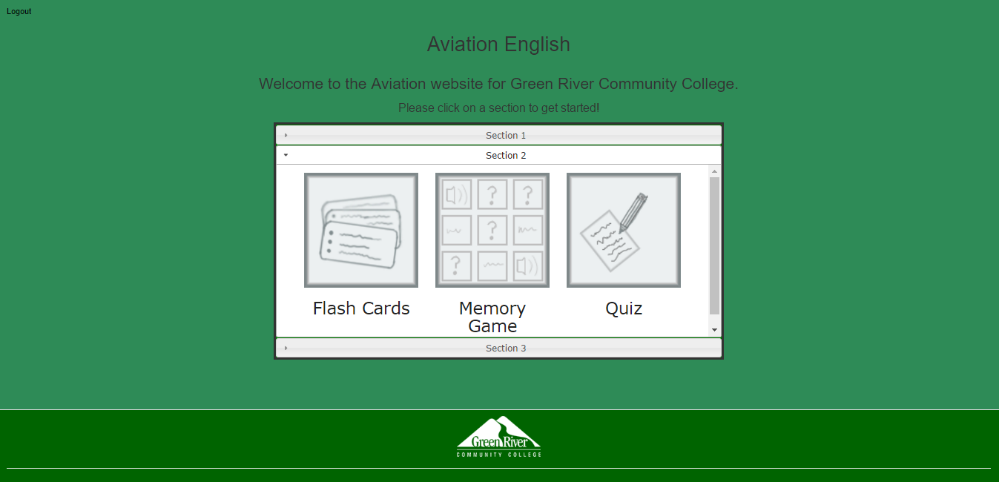 Logout
Aviation English
Welcome to the Aviation website for Green River Community College.
Please click on a section to get started!
Section 1
Section 2
? ?
?
?
Flash Cards
Memory
Game
Quiz
Section 3
Green River
COMMUNITY COLLEGE